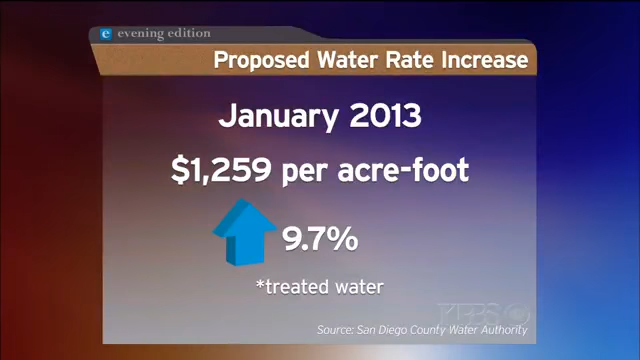 e evening edition
Proposed Water Rate Increase
January 2013
$1,259 per acre-foot
9.7%
*treated water
KPBS
Source: San Diego County Water Authority